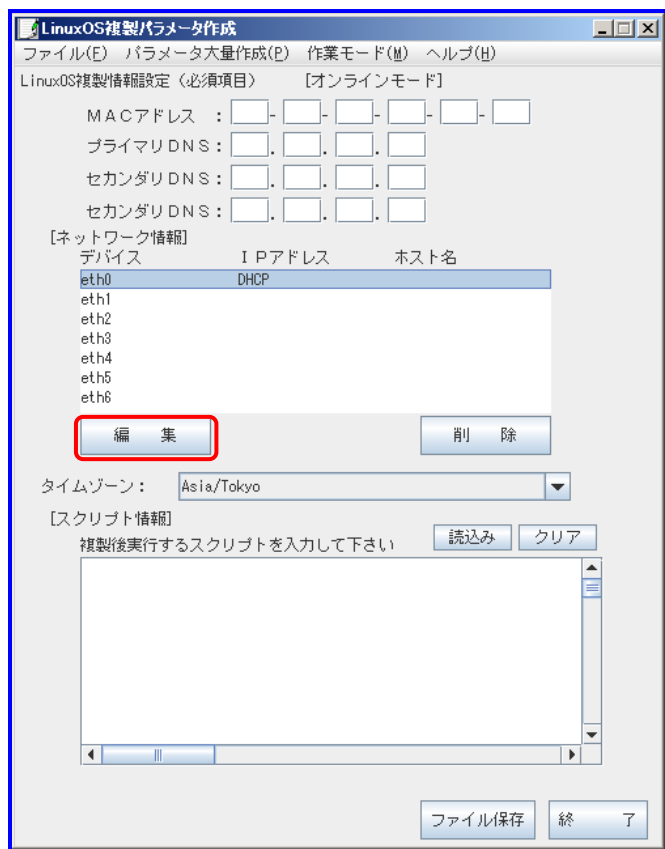 LinuxOS複製パラメータ作成
ファイル(F) パラメータ大量作成(P) 作業モード(M) ヘルプ(H)
LinuxOS複製情報設定（必須項目） [オンラインモード]
ＭＡＣアドレス ： - - - - -
プライマリＤＮＳ： . . .
セカンダリＤＮＳ： . . .
セカンダリＤＮＳ： . . .
[ネットワーク情報]
デバイス ＩＰアドレス ホスト名
eth0 DHCP
eth1
eth2
eth3
eth4
eth5
eth6
編　集 削　除
タイムゾーン： Asia/Tokyo
[スクリプト情報]
複製後実行するスクリプトを入力して下さい 読込み クリア
ファイル保存 終　了